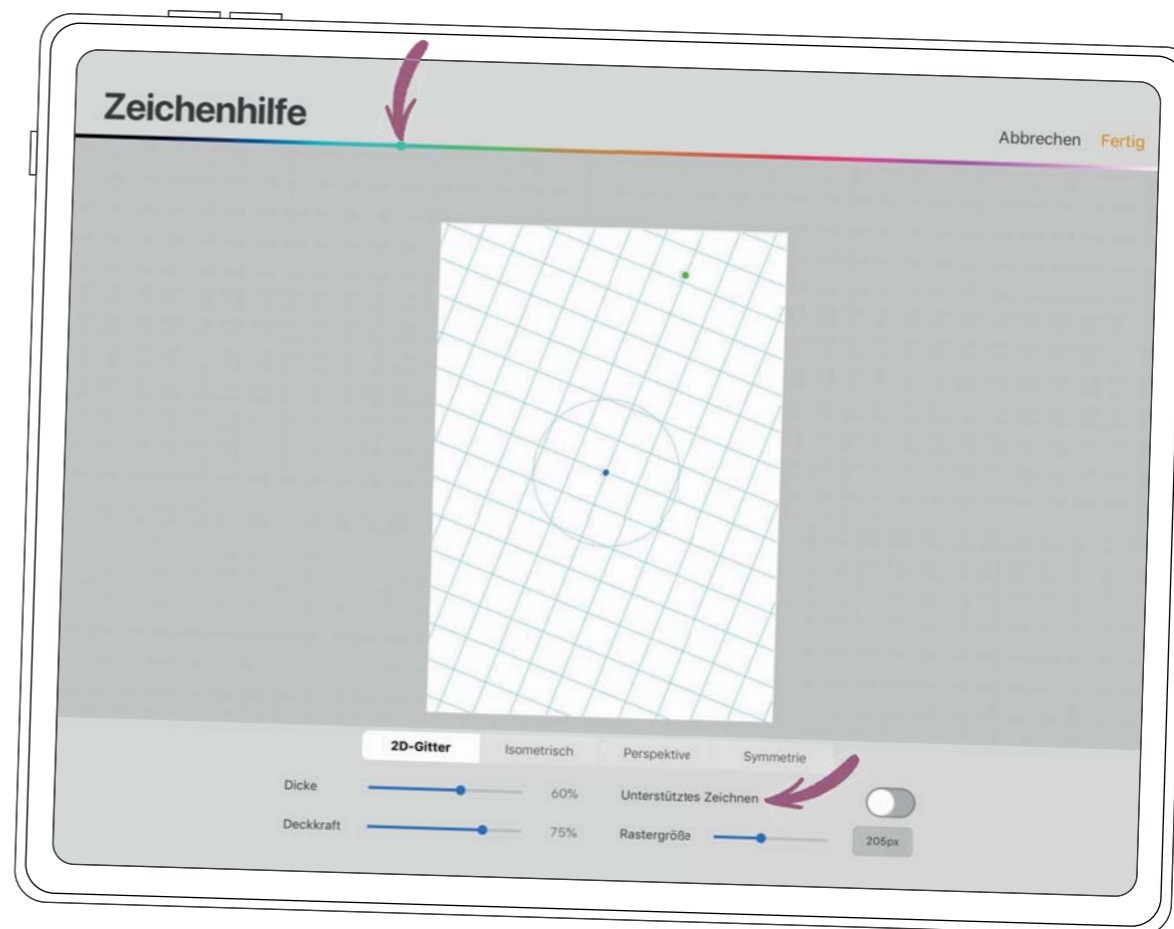 Zeichenhilfe
Abbrechen Fertig
2D-Gitter Isometrisch Perspektive Symmetrie
Dicke 60% Unterstütztes Zeichnen
Deckkraft 75% Rastergröße 205px